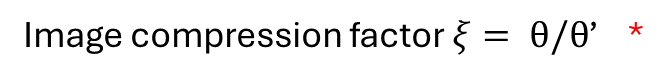 Image compression factor ξ = θ/θ’ *